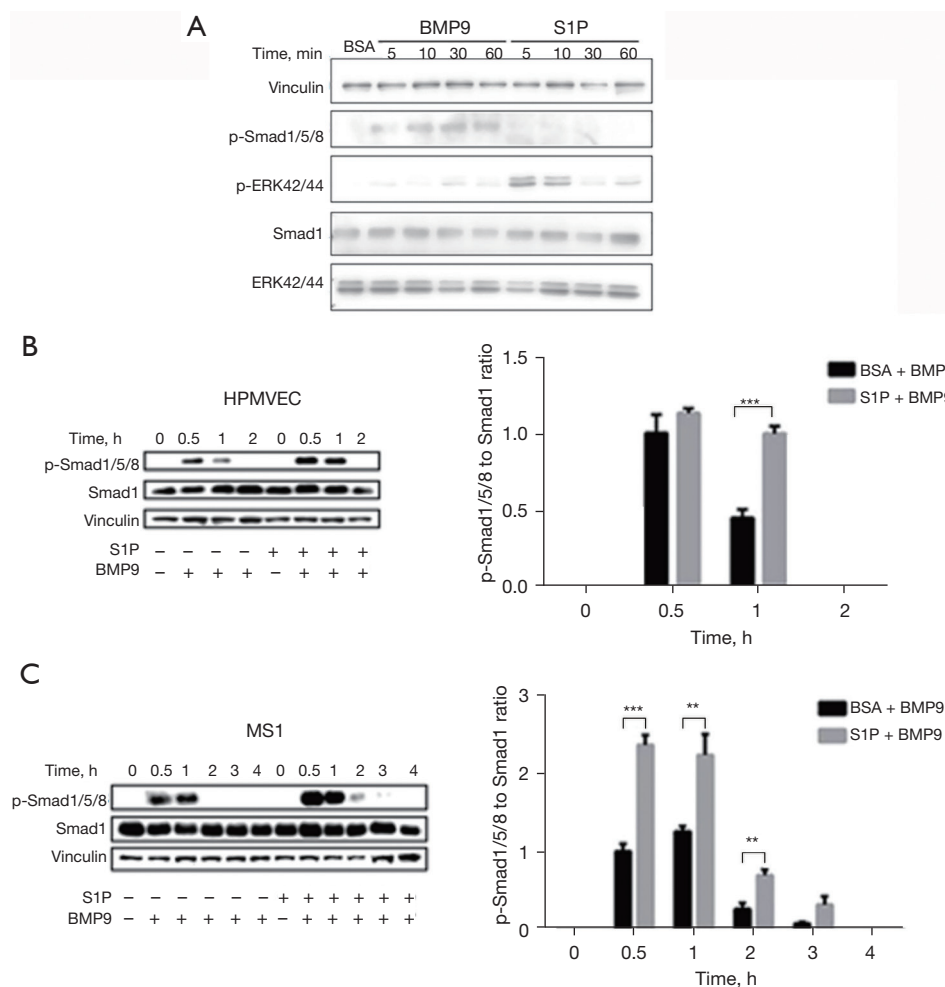 A
BMP9 S1P
BSA
Time, min 5 10 30 60 5 10 30 60
Vinculin
p-Smad1/5/8
p-ERK42/44
Smad1
ERK42/44
B
HPMVEC
Time, h 0 0.5 1 2 0 0.5 1 2
p-Smad1/5/8
Smad1
Vinculin
S1P – – – – + + + +
BMP9 – + + + – + + +
p-Smad1/5/8 to Smad1 ratio
1.5
1.0
0.5
0.0
***
0 0.5 1 2
Time, h
BSA + BMP
S1P + BMP9
C
MS1
Time, h 0 0.5 1 2 3 4 0 0.5 1 2 3 4
p-Smad1/5/8
Smad1
Vinculin
S1P – – – – – – + + + + + +
BMP9 – + + + + + – + + + + +
p-Smad1/5/8 to Smad1 ratio
3
2
1
0
*** ** **
0 0.5 1 2 3 4
Time, h
BSA + BMP9
S1P + BMP9